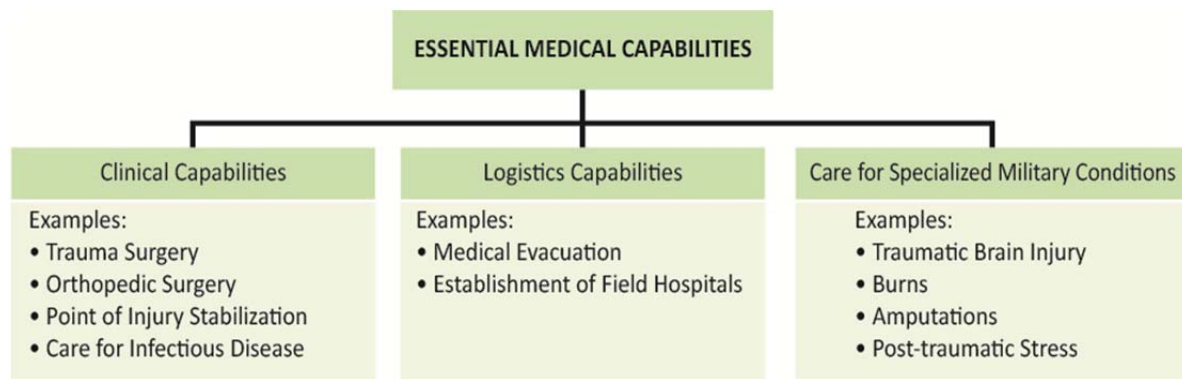 ESSENTIAL MEDICAL CAPABILITIES
Clinical Capabilities
Examples:
• Trauma Surgery
• Orthopedic Surgery
• Point of Injury Stabilization
• Care for Infectious Disease
Logistics Capabilities
Examples:
• Medical Evacuation
• Establishment of Field Hospitals
Care for Specialized Military Conditions
Examples:
• Traumatic Brain Injury
• Burns
• Amputations
• Post-traumatic Stress